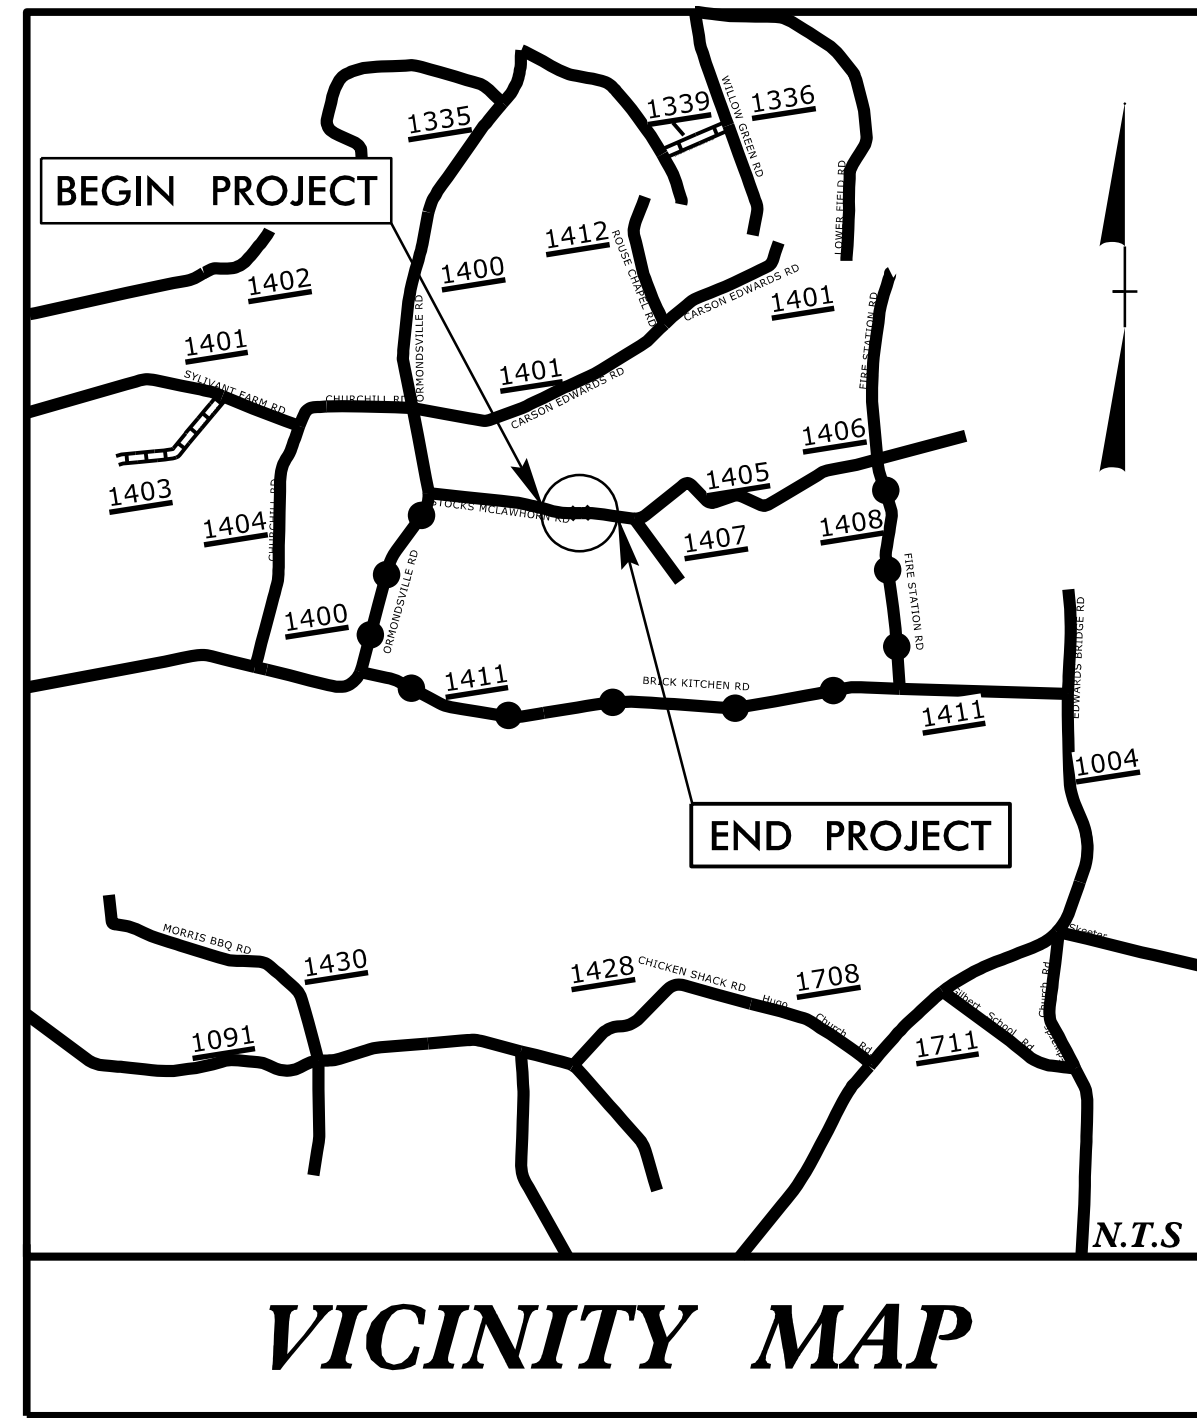 1335
1339
1336
WILLOW GREEN RD
LOWER FIELD RD
BEGIN PROJECT
1412
ROUSE CHAPEL RD
1402
1400
ORMONDSVILLE RD
CARSON EDWARDS RD
1401
FIRE STATION RD
1401
SYLIVANT FARM RD
CHURCHILL RD
1401
CARSON EDWARDS RD
1406
1405
1403
1404
CHURCHILL RD
STOCKS MCLAWHORN RD
1407
1408
FIRE STATION RD
1400
ORMONDSVILLE RD
1411
BRICK KITCHEN RD
1411
EDWARDS BRIDGE RD
1004
END PROJECT
MORRIS BBQ RD
1430
1428
CHICKEN SHACK RD
1708
Hugo Church Rd
Skeeter
Church Rd
Gilbert School Rd
1711
1091
N.T.S
VICINITY MAP